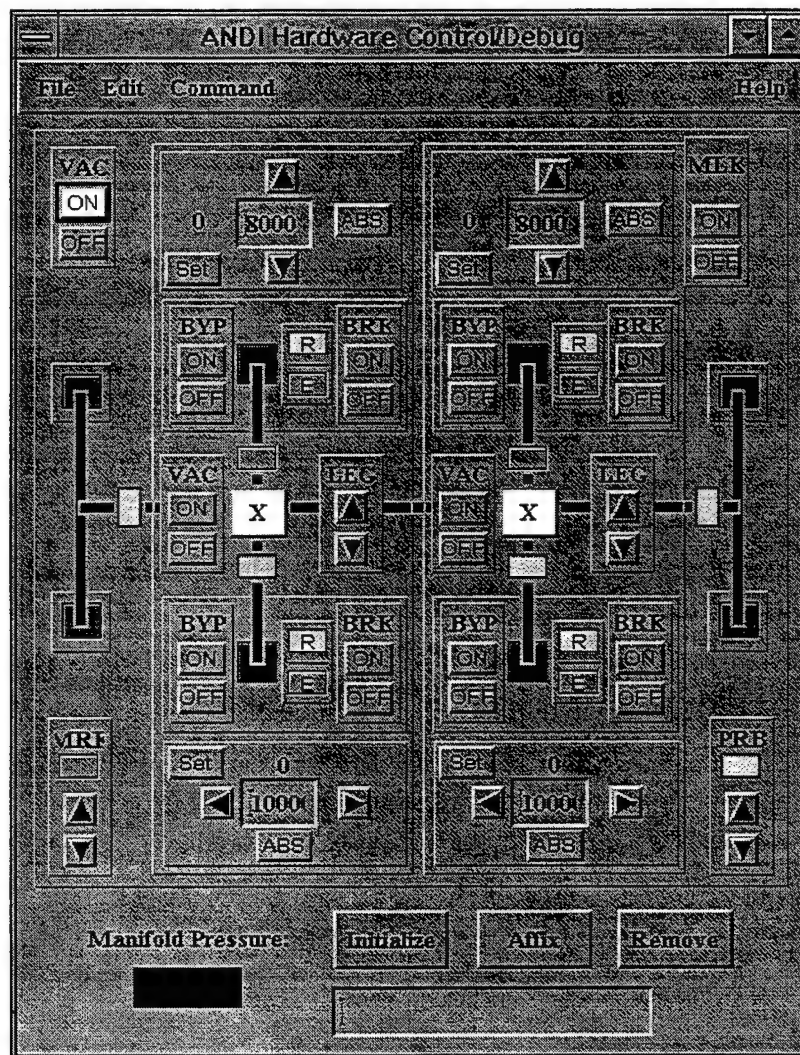 ANDI Hardware Control/Debug
File Edit Command Help
VAC
ON
OFF
0 8000 ABS
Set
0 8000 ABS
Set
MLK
ON
OFF
BYP
ON
OFF
R
E
BRK
ON
OFF
BYP
ON
OFF
R
E
BRK
ON
OFF
VAC
ON
OFF
X
LEG
VAC
ON
OFF
X
LEG
BYP
ON
OFF
R
E
BRK
ON
OFF
BYP
ON
OFF
R
E
BRK
ON
OFF
MRK
Set 0
10000
ABS
Set 0
10000
ABS
PRB
Manifold Pressure:
Initialize Affix Remove